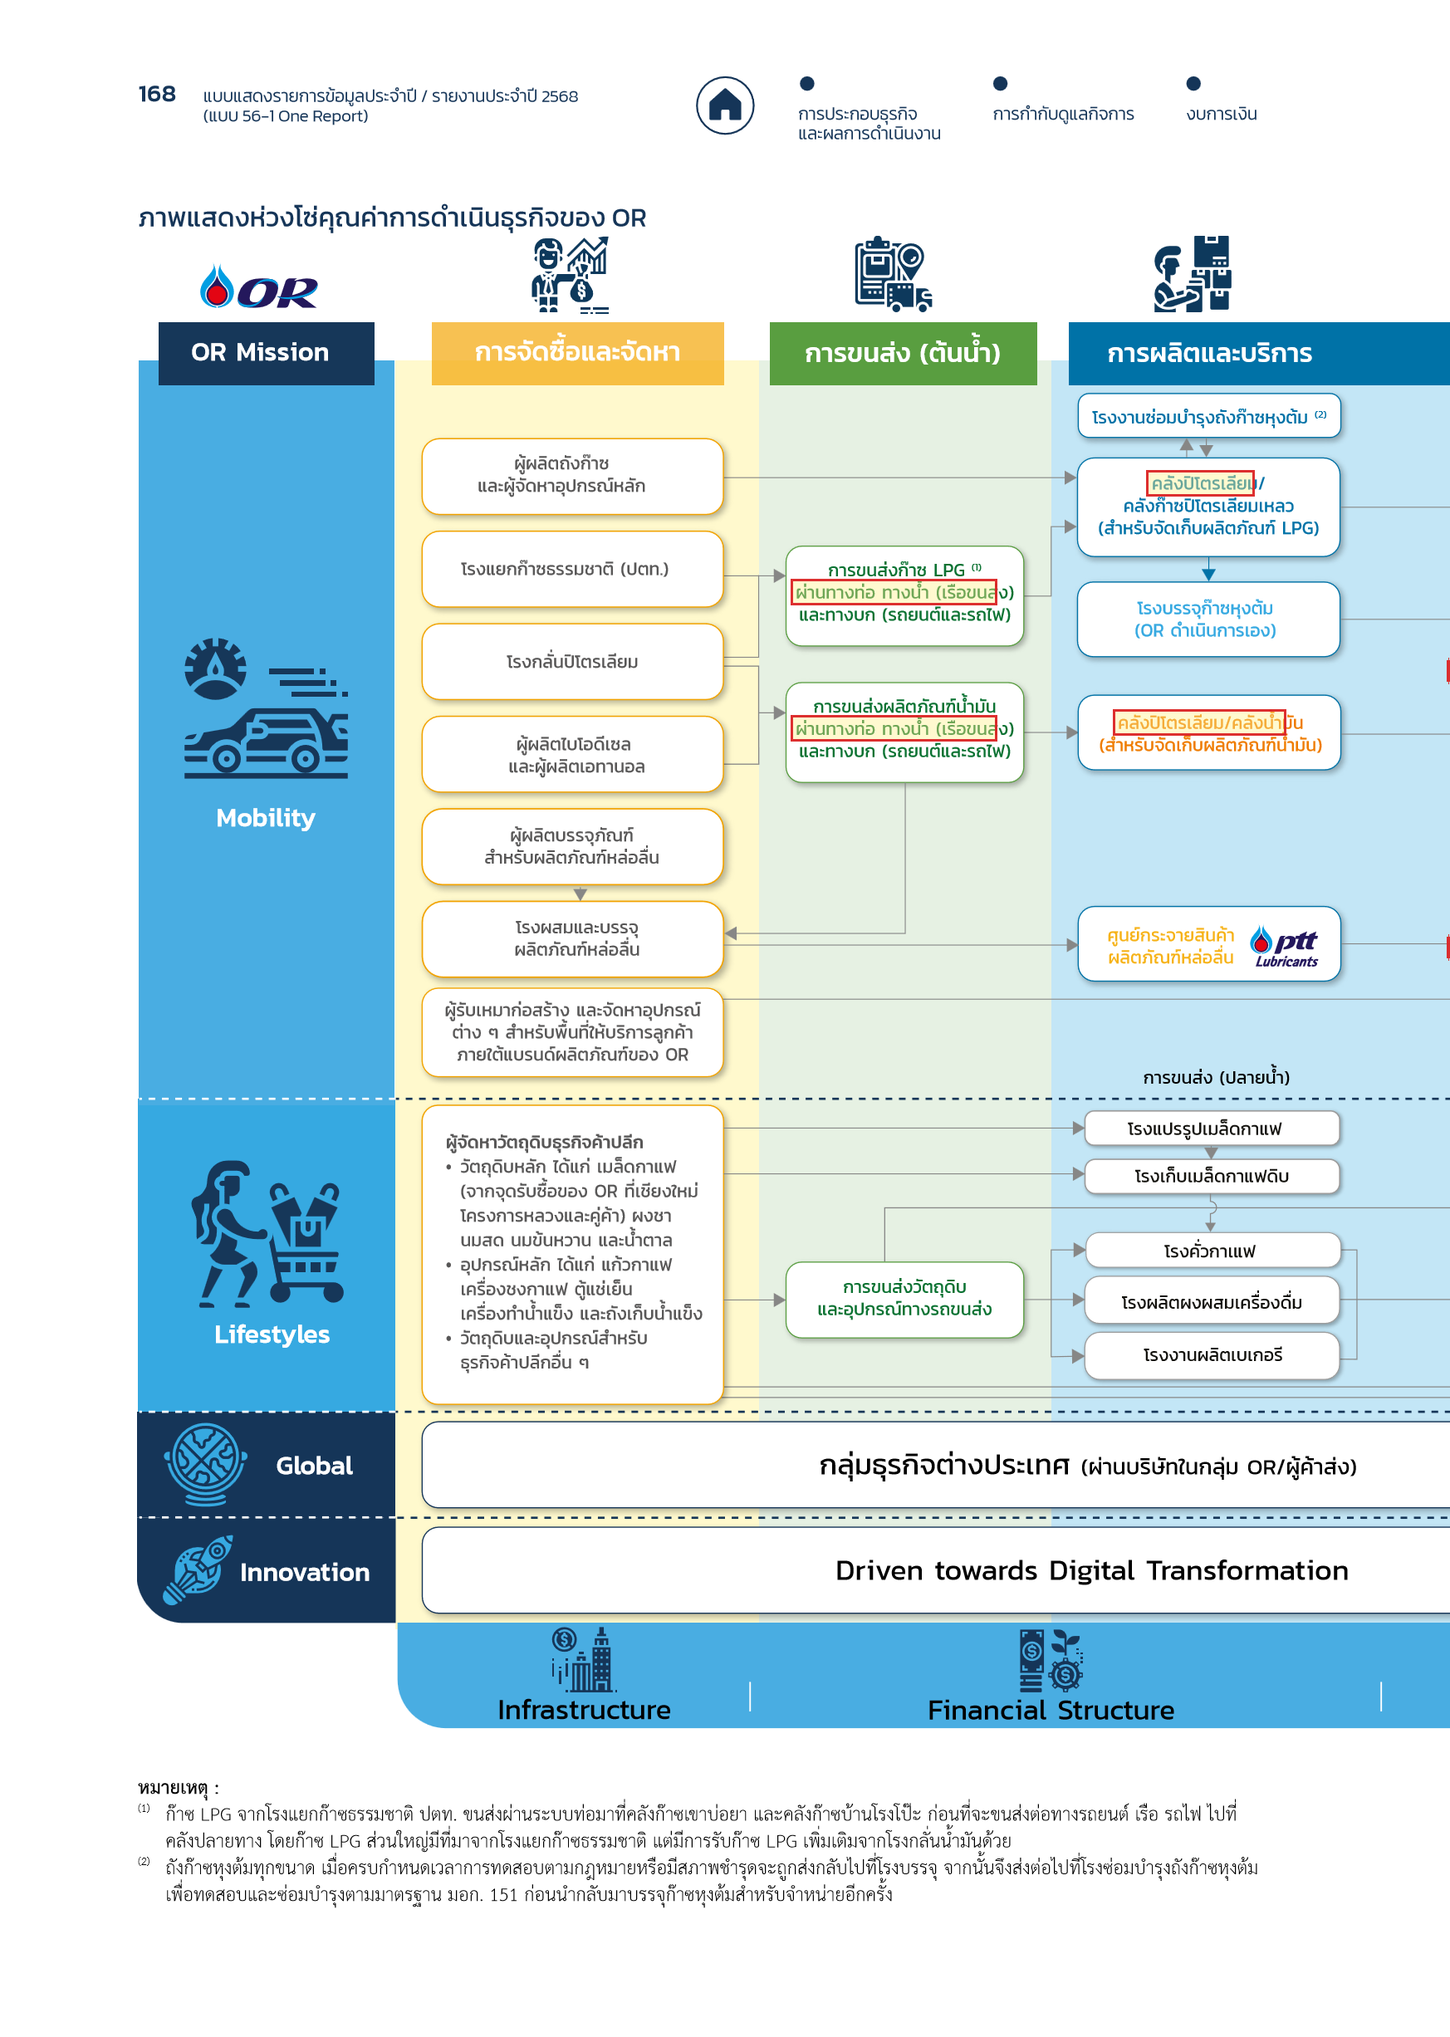 168
แบบแสดงรายการข้อมูลประจำปี / รายงานประจำปี 2568
(แบบ 56-1 One Report)
การประกอบธุรกิจ
และผลการดำเนินงาน
การกำกับดูแลกิจการ
งบการเงิน
ภาพแสดงห่วงโซ่คุณค่าการดำเนินธุรกิจของ OR
OR
OR Mission
การจัดซื้อและจัดหา
การขนส่ง (ต้นน้ำ)
การผลิตและบริการ
Mobility
ผู้ผลิตถังก๊าซ
และผู้จัดหาอุปกรณ์หลัก
โรงแยกก๊าซธรรมชาติ (ปตท.)
โรงกลั่นปิโตรเลียม
ผู้ผลิตไบโอดีเซล
และผู้ผลิตเอทานอล
ผู้ผลิตบรรจุภัณฑ์
สำหรับผลิตภัณฑ์หล่อลื่น
โรงผสมและบรรจุ
ผลิตภัณฑ์หล่อลื่น
ผู้รับเหมาก่อสร้าง และจัดหาอุปกรณ์
ต่าง ๆ สำหรับพื้นที่ให้บริการลูกค้า
ภายใต้แบรนด์ผลิตภัณฑ์ของ OR
การขนส่งก๊าซ LPG (1)
ผ่านทางท่อ ทางน้ำ (เรือขนส่ง)
และทางบก (รถยนต์และรถไฟ)
การขนส่งผลิตภัณฑ์น้ำมัน
ผ่านทางท่อ ทางน้ำ (เรือขนส่ง)
และทางบก (รถยนต์และรถไฟ)
โรงงานซ่อมบำรุงถังก๊าซหุงต้ม (2)
คลังปิโตรเลียม/
คลังก๊าซปิโตรเลียมเหลว
(สำหรับจัดเก็บผลิตภัณฑ์ LPG)
โรงบรรจุก๊าซหุงต้ม
(OR ดำเนินการเอง)
คลังปิโตรเลียม/คลังน้ำมัน
(สำหรับจัดเก็บผลิตภัณฑ์น้ำมัน)
ศูนย์กระจายสินค้า
ผลิตภัณฑ์หล่อลื่น
ptt
Lubricants
การขนส่ง (ปลายน้ำ)
Lifestyles
ผู้จัดหาวัตถุดิบธุรกิจค้าปลีก
• วัตถุดิบหลัก ได้แก่ เมล็ดกาแฟ
(จากจุดรับซื้อของ OR ที่เชียงใหม่
โครงการหลวงและคู่ค้า) ผงชา
นมสด นมข้นหวาน และน้ำตาล
• อุปกรณ์หลัก ได้แก่ แก้วกาแฟ
เครื่องชงกาแฟ ตู้แช่เย็น
เครื่องทำน้ำแข็ง และถังเก็บน้ำแข็ง
• วัตถุดิบและอุปกรณ์สำหรับ
ธุรกิจค้าปลีกอื่น ๆ
การขนส่งวัตถุดิบ
และอุปกรณ์ทางรถขนส่ง
โรงแปรรูปเมล็ดกาแฟ
โรงเก็บเมล็ดกาแฟดิบ
โรงคั่วกาแฟ
โรงผลิตผงผสมเครื่องดื่ม
โรงงานผลิตเบเกอรี
Global
กลุ่มธุรกิจต่างประเทศ (ผ่านบริษัทในกลุ่ม OR/ผู้ค้าส่ง)
Innovation
Driven towards Digital Transformation
Infrastructure
Financial Structure
หมายเหตุ :
(1) ก๊าซ LPG จากโรงแยกก๊าซธรรมชาติ ปตท. ขนส่งผ่านระบบท่อมาที่คลังก๊าซเขาบ่อยา และคลังก๊าซบ้านโรงโป๊ะ ก่อนที่จะขนส่งต่อทางรถยนต์ เรือ รถไฟ ไปที่
คลังปลายทาง โดยก๊าซ LPG ส่วนใหญ่มีที่มาจากโรงแยกก๊าซธรรมชาติ แต่มีการรับก๊าซ LPG เพิ่มเติมจากโรงกลั่นน้ำมันด้วย
(2) ถังก๊าซหุงต้มทุกขนาด เมื่อครบกำหนดเวลาการทดสอบตามกฎหมายหรือมีสภาพชำรุดจะถูกส่งกลับไปที่โรงบรรจุ จากนั้นจึงส่งต่อไปที่โรงซ่อมบำรุงถังก๊าซหุงต้ม
เพื่อทดสอบและซ่อมบำรุงตามมาตรฐาน มอก. 151 ก่อนนำกลับมาบรรจุก๊าซหุงต้มสำหรับจำหน่ายอีกครั้ง